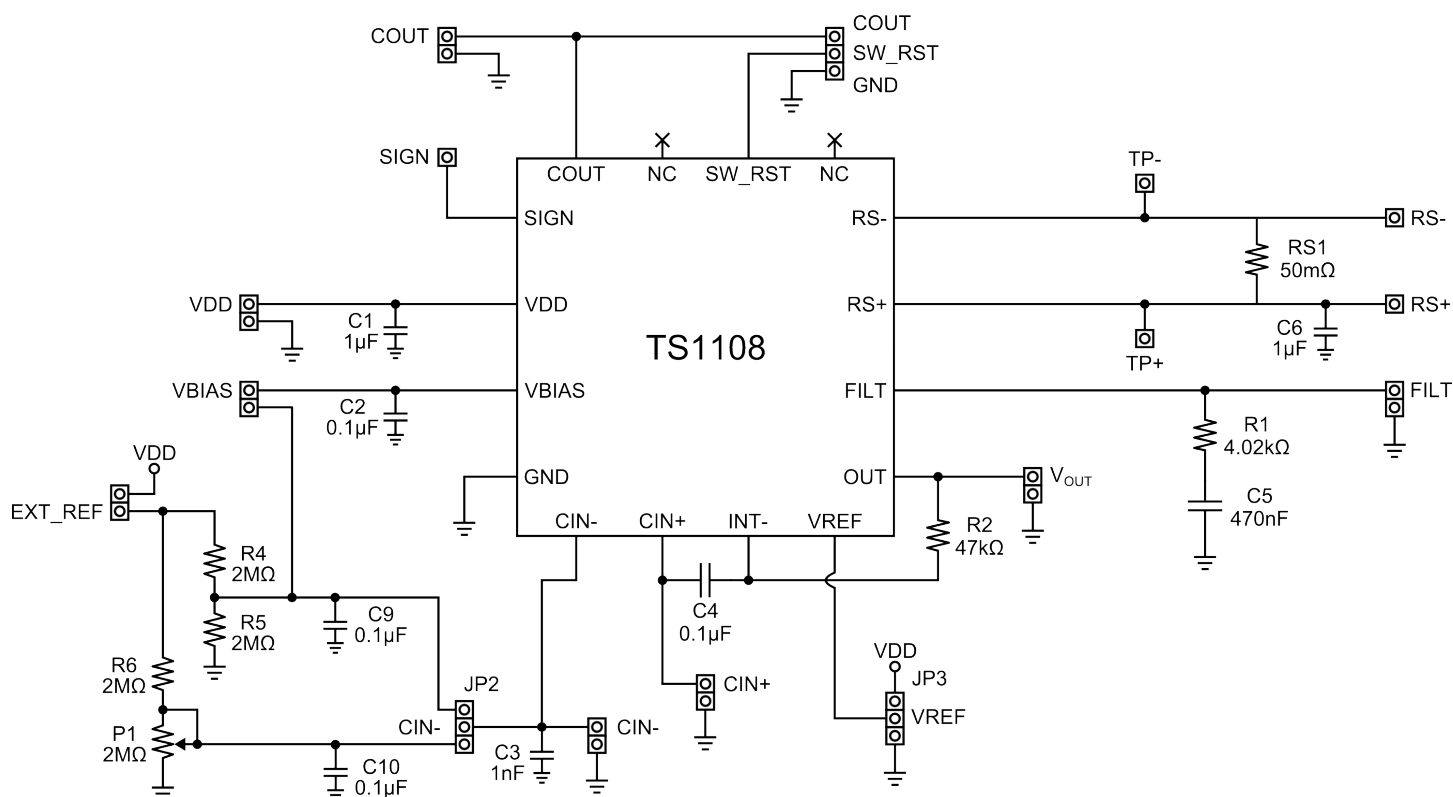 COUT
COUT
SW_RST
GND
SIGN
COUT
NC
SW_RST
NC
TP-
SIGN
RS-
RS-
RS1
50mΩ
VDD
VDD
RS+
RS+
C1
1µF
TS1108
C6
1µF
TP+
VBIAS
VBIAS
FILT
FILT
C2
0.1µF
R1
4.02kΩ
VDD
GND
OUT
VOUT
EXT_REF
C5
470nF
CIN-
CIN+
INT-
VREF
R2
47kΩ
R4
2MΩ
C4
0.1µF
R5
2MΩ
C9
0.1µF
R6
2MΩ
VDD
JP2
CIN+
JP3
P1
2MΩ
CIN-
CIN-
VREF
C3
1nF
C10
0.1µF